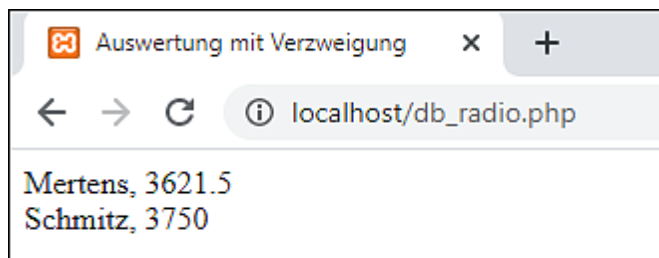 Auswertung mit Verzweigung
localhost/db_radio.php
Mertens, 3621.5
Schmitz, 3750